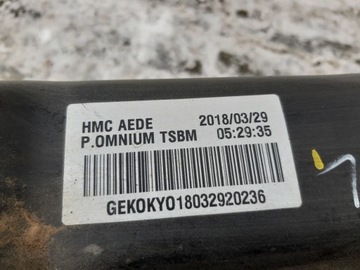 HMC AEDE 2018/03/29
P.OMNIUM TSBM 05:29:35
GEKOKYO18032920236